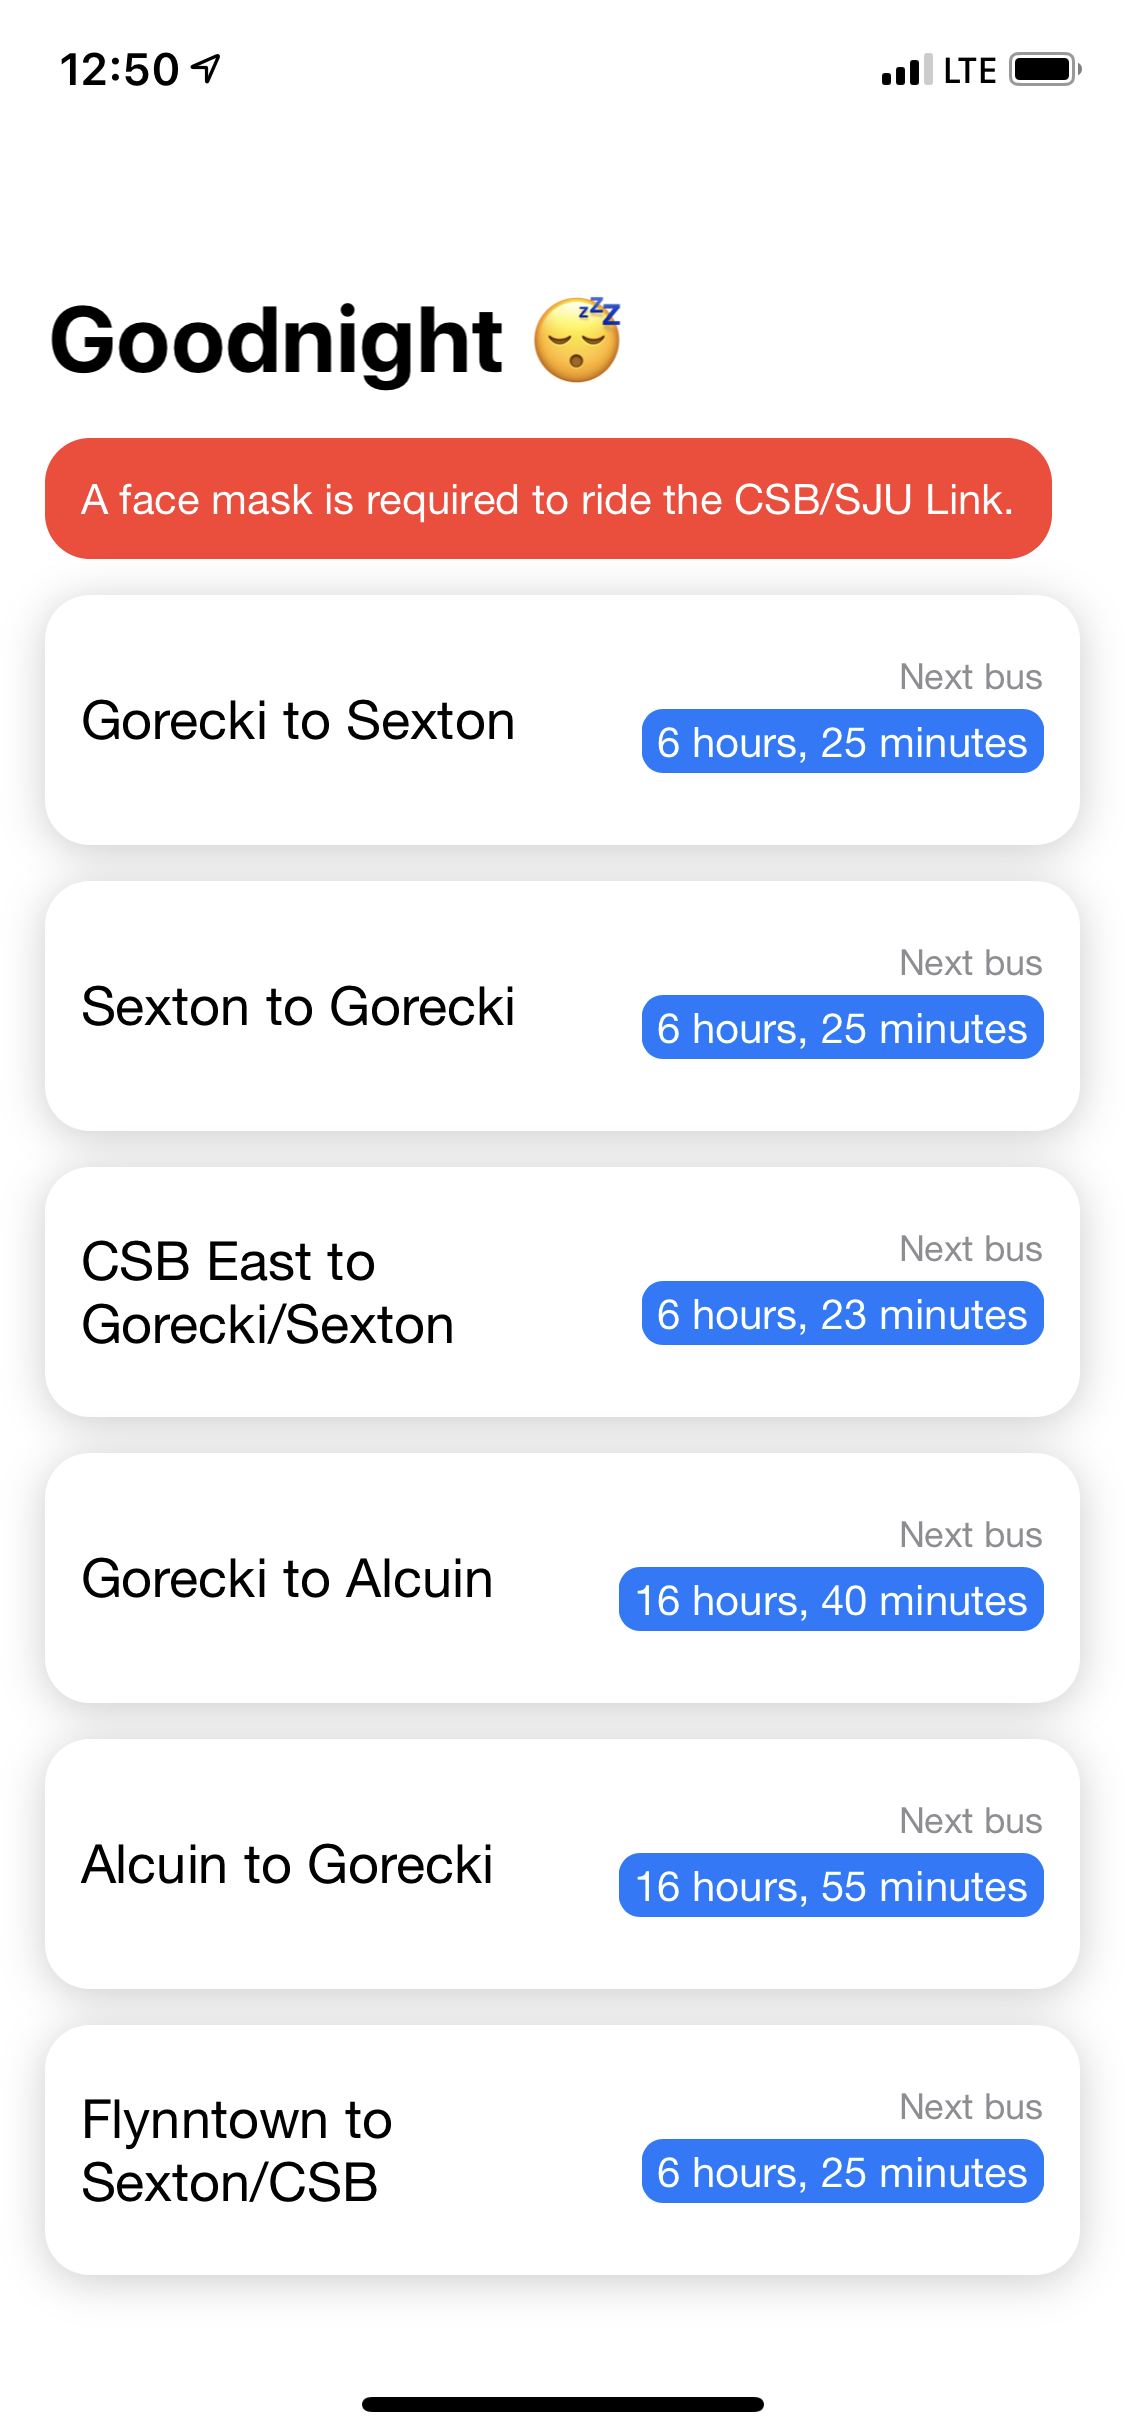 12:50
LTE
Goodnight 😴
A face mask is required to ride the CSB/SJU Link.
Next bus
Gorecki to Sexton
6 hours, 25 minutes
Next bus
Sexton to Gorecki
6 hours, 25 minutes
CSB East to
Gorecki/Sexton
Next bus
6 hours, 23 minutes
Next bus
Gorecki to Alcuin
16 hours, 40 minutes
Next bus
Alcuin to Gorecki
16 hours, 55 minutes
Flynntown to
Sexton/CSB
Next bus
6 hours, 25 minutes